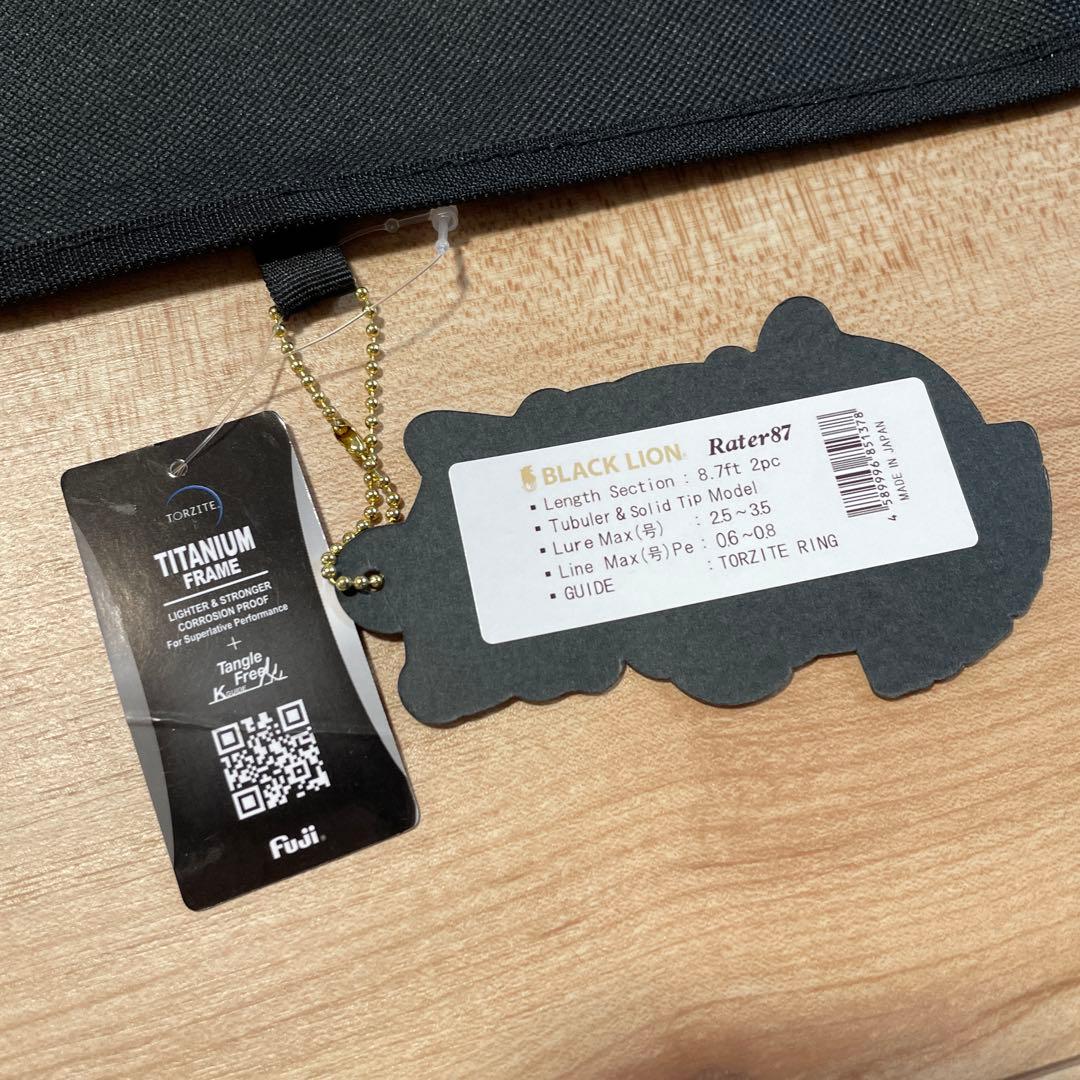 TORZITE
TITANIUM
FRAME
LIGHTER & STRONGER
CORROSION PROOF
For Superlative Performance
+
Tangle
Free
K GUIDE
Fuji®
BLACK LION® Rater87
▪ Length Section : 8.7ft 2pc
▪ Tubuler & Solid Tip Model
▪ Lure Max(号) : 2.5~3.5
▪ Line Max(号)Pe : 0.6~0.8
▪ GUIDE : TORZITE RING
4 589996 851378
MADE IN JAPAN